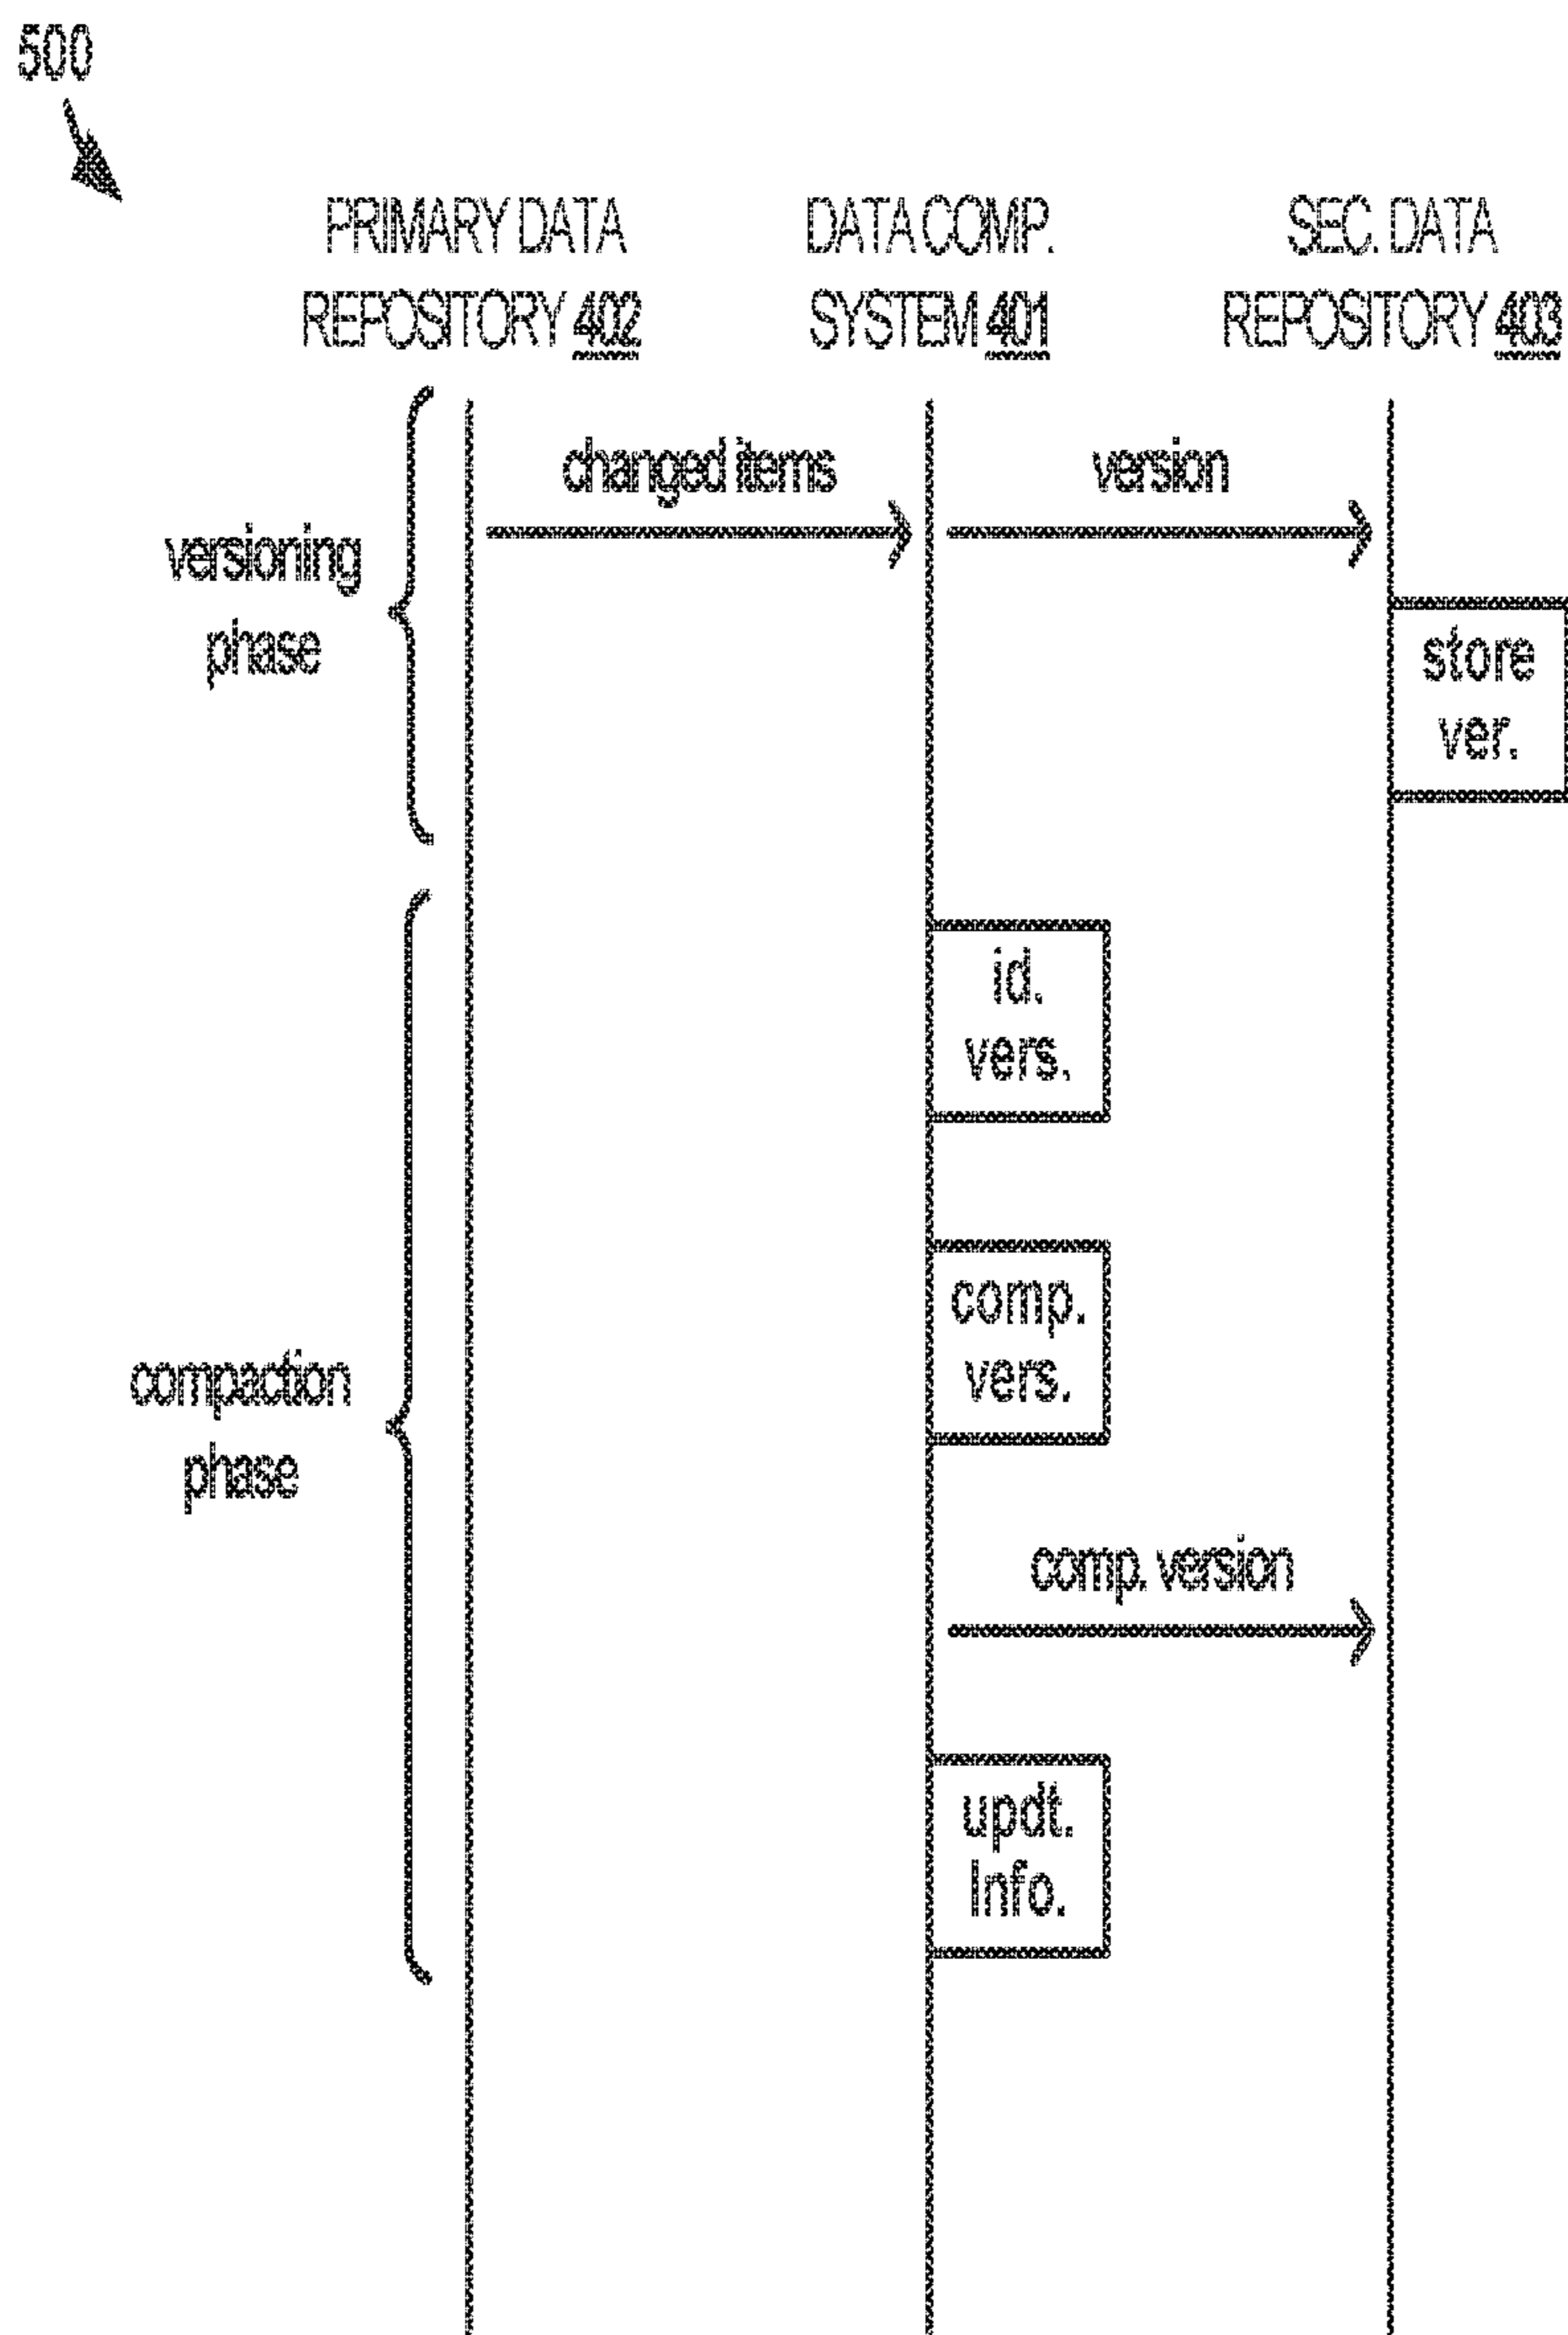 500
PRIMARY DATA
REPOSITORY 402
DATA COMP.
SYSTEM 401
SEC. DATA
REPOSITORY 403
changed items
version
versioning
phase
store
ver.
id.
vers.
comp.
vers.
compaction
phase
comp. version
updt.
Info.